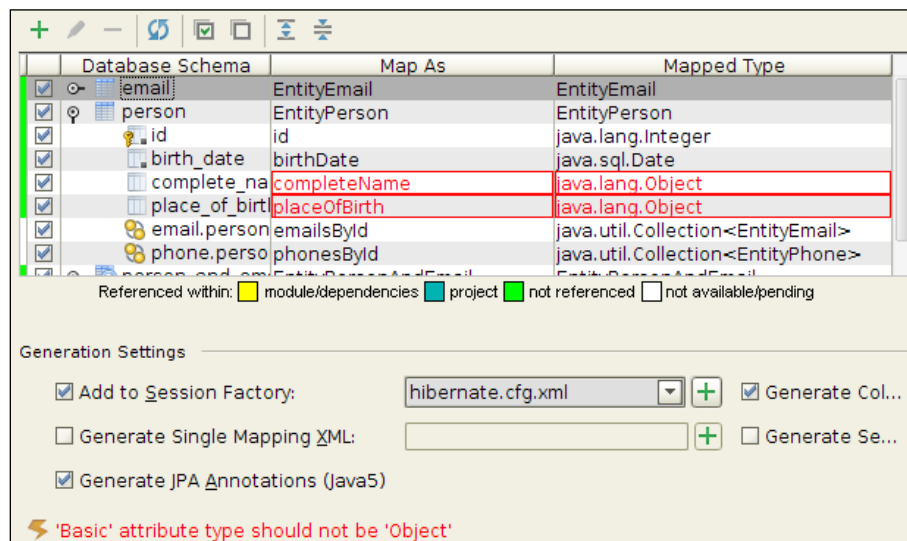 Database Schema Map As Mapped Type
email EntityEmail EntityEmail
person EntityPerson EntityPerson
id id java.lang.Integer
birth_date birthDate java.sql.Date
complete_na completeName java.lang.Object
place_of_birt placeOfBirth java.lang.Object
email.person emailsById java.util.Collection<EntityEmail>
phone.perso phonesById java.util.Collection<EntityPhone>
person_and_em EntityPersonAndEmail EntityPersonAndEmail
Referenced within: module/dependencies project not referenced not available/pending
Generation Settings
Add to Session Factory: hibernate.cfg.xml Generate Col...
Generate Single Mapping XML: Generate Se...
Generate JPA Annotations (Java5)
'Basic' attribute type should not be 'Object'